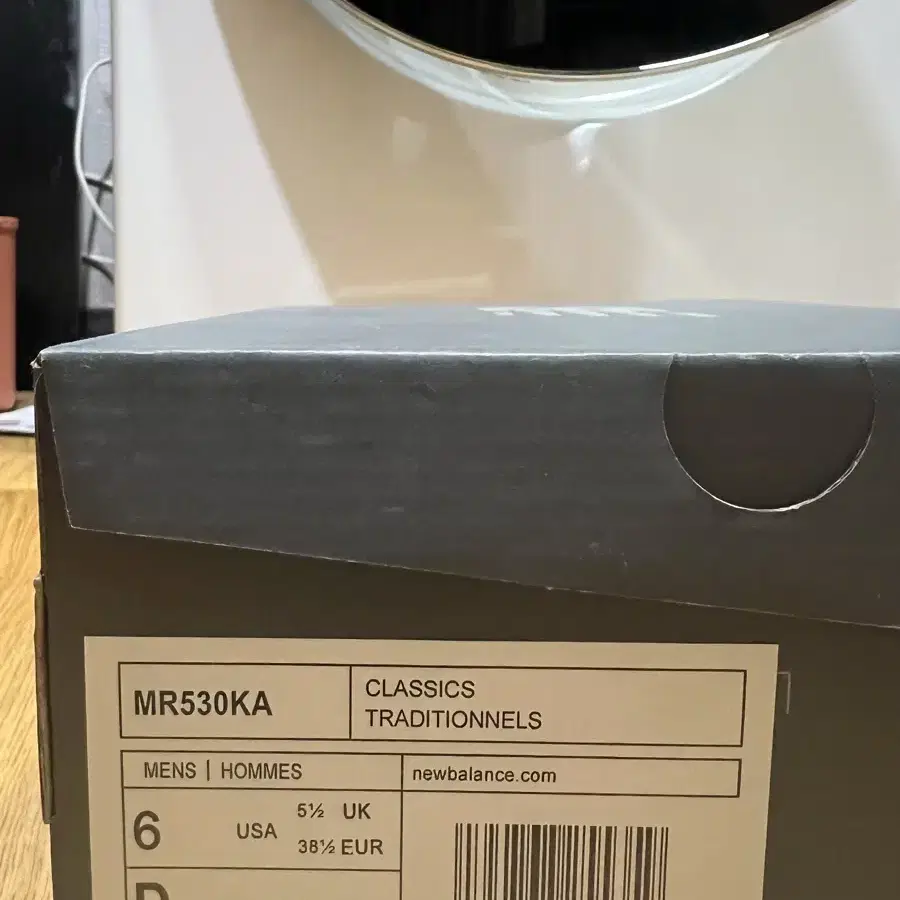 MR530KA
CLASSICS
TRADITIONNELS
MENS | HOMMES
newbalance.com
6
USA
5½ UK
38½ EUR
D